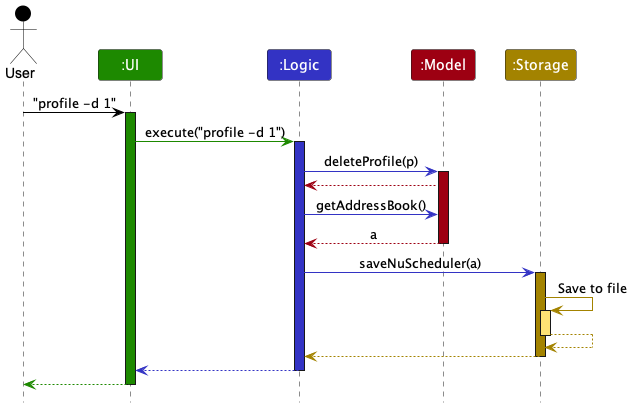 User
:UI
:Logic
:Model
:Storage
"profile -d 1"
execute("profile -d 1")
deleteProfile(p)
getAddressBook()
a
saveNuScheduler(a)
Save to file